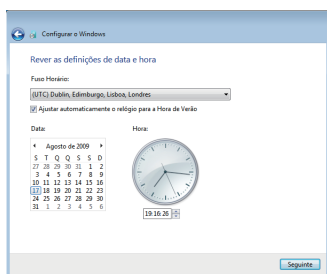 Configurar o Windows
Rever as definições de data e hora
Fuso Horário:
(UTC) Dublin, Edimburgo, Lisboa, Londres
Ajustar automaticamente o relógio para a Hora de Verão
Data:
Hora:
Agosto de 2009
S T Q Q S S D
27 28 29 30 31 1 2
3 4 5 6 7 8 9
10 11 12 13 14 15 16
17 18 19 20 21 22 23
24 25 26 27 28 29 30
31 1 2 3 4 5 6
19:16:26
Seguinte